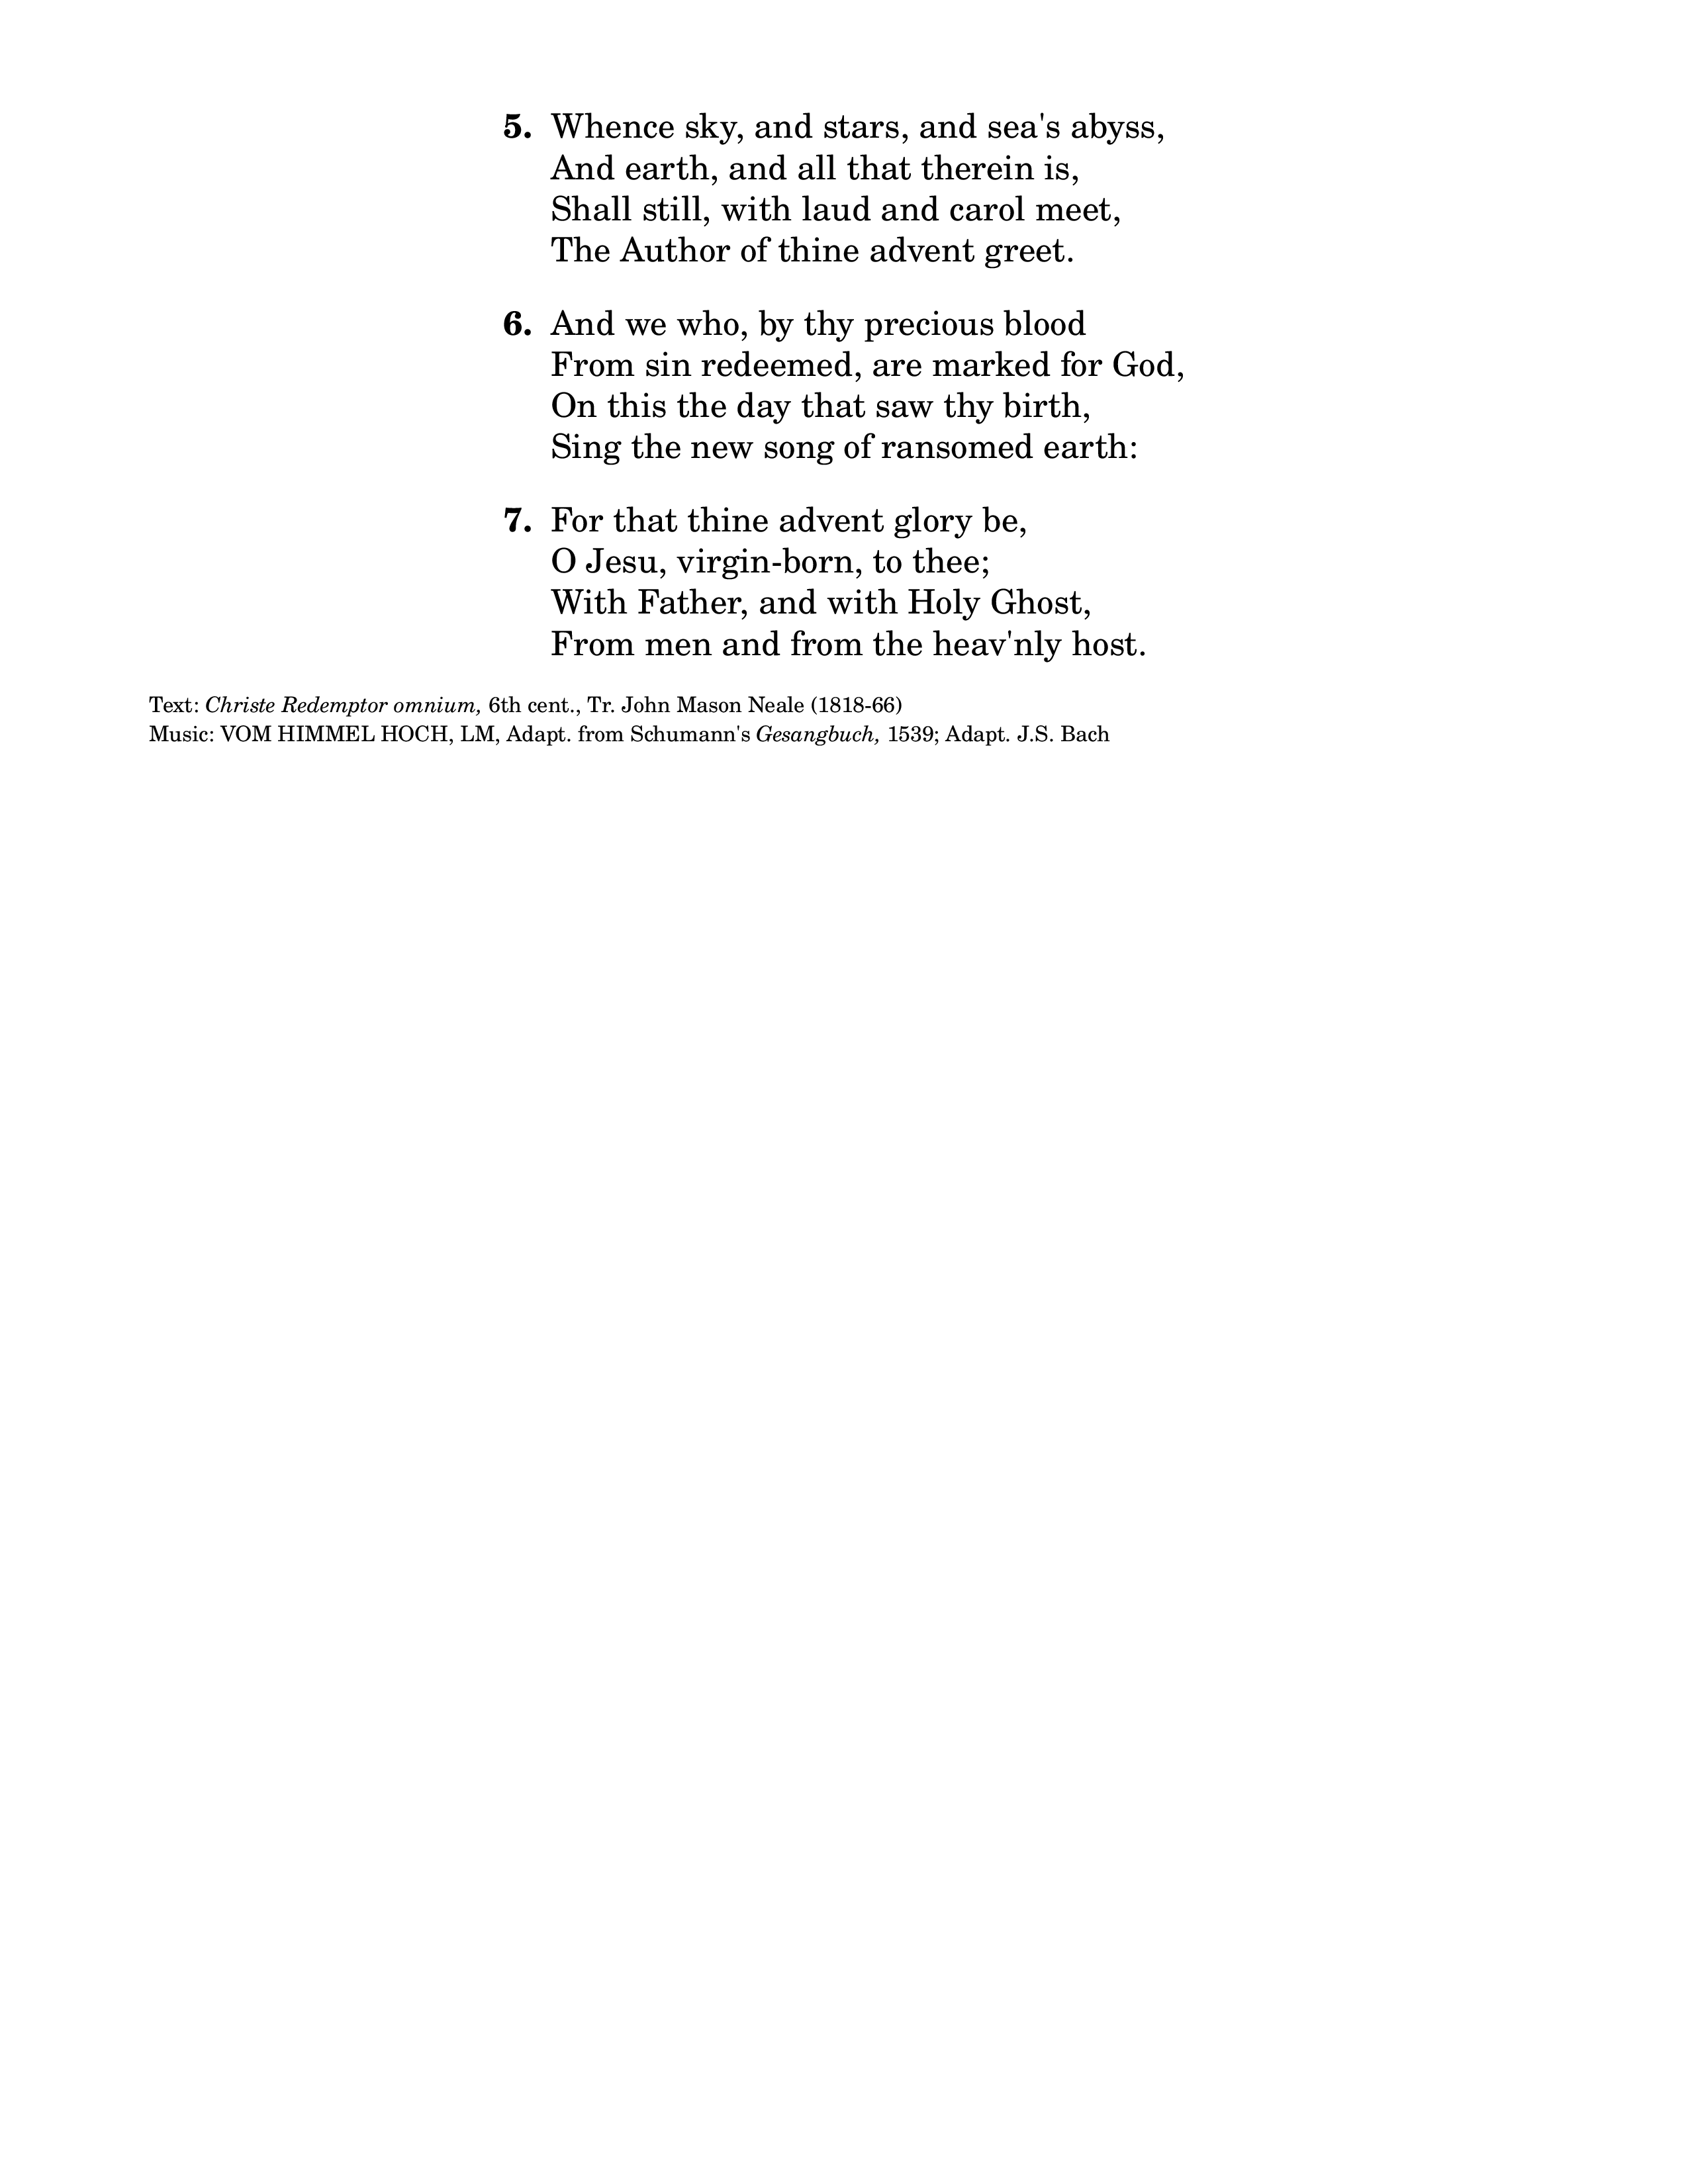 5. Whence sky, and stars, and sea's abyss,
And earth, and all that therein is,
Shall still, with laud and carol meet,
The Author of thine advent greet.
6. And we who, by thy precious blood
From sin redeemed, are marked for God,
On this the day that saw thy birth,
Sing the new song of ransomed earth:
7. For that thine advent glory be,
O Jesu, virgin-born, to thee;
With Father, and with Holy Ghost,
From men and from the heav'nly host.
Text: Christe Redemptor omnium, 6th cent., Tr. John Mason Neale (1818-66)
Music: VOM HIMMEL HOCH, LM, Adapt. from Schumann's Gesangbuch, 1539; Adapt. J.S. Bach